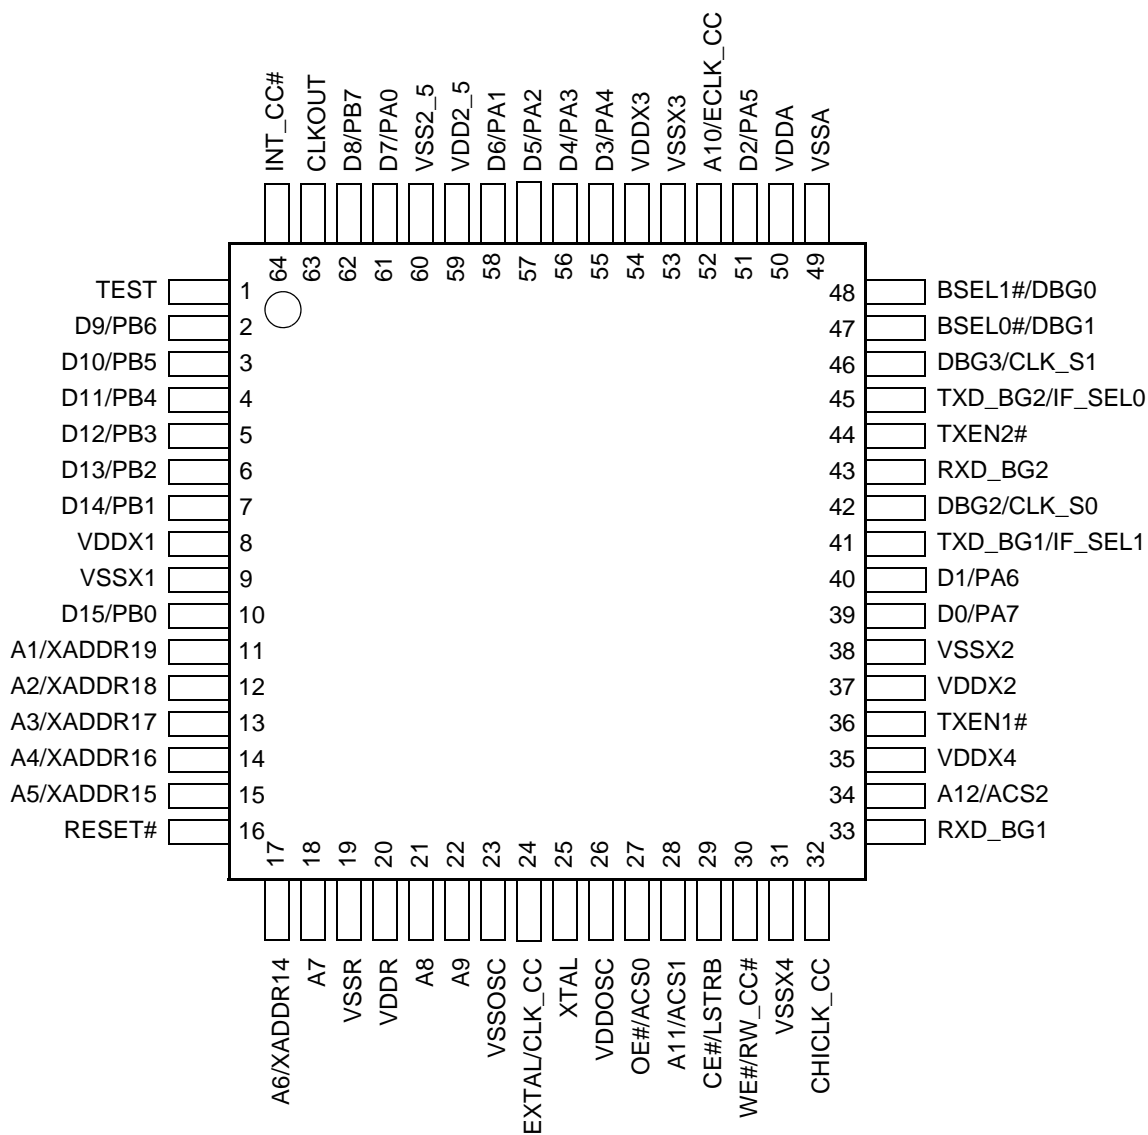 INT_CC#
CLKOUT
D8/PB7
D7/PA0
VSS2_5
VDD2_5
D6/PA1
D5/PA2
D4/PA3
D3/PA4
VDDX3
VSSX3
A10/ECLK_CC
D2/PA5
VDDA
VSSA
64
63
62
61
60
59
58
57
56
55
54
53
52
51
50
49
TEST 1
D9/PB6 2
D10/PB5 3
D11/PB4 4
D12/PB3 5
D13/PB2 6
D14/PB1 7
VDDX1 8
VSSX1 9
D15/PB0 10
A1/XADDR19 11
A2/XADDR18 12
A3/XADDR17 13
A4/XADDR16 14
A5/XADDR15 15
RESET# 16
48 BSEL1#/DBG0
47 BSEL0#/DBG1
46 DBG3/CLK_S1
45 TXD_BG2/IF_SEL0
44 TXEN2#
43 RXD_BG2
42 DBG2/CLK_S0
41 TXD_BG1/IF_SEL1
40 D1/PA6
39 D0/PA7
38 VSSX2
37 VDDX2
36 TXEN1#
35 VDDX4
34 A12/ACS2
33 RXD_BG1
17
18
19
20
21
22
23
24
25
26
27
28
29
30
31
32
A6/XADDR14
A7
VSSR
VDDR
A8
A9
VSSOSC
EXTAL/CLK_CC
XTAL
VDDOSC
OE#/ACS0
A11/ACS1
CE#/LSTRB
WE#/RW_CC#
VSSX4
CHICLK_CC